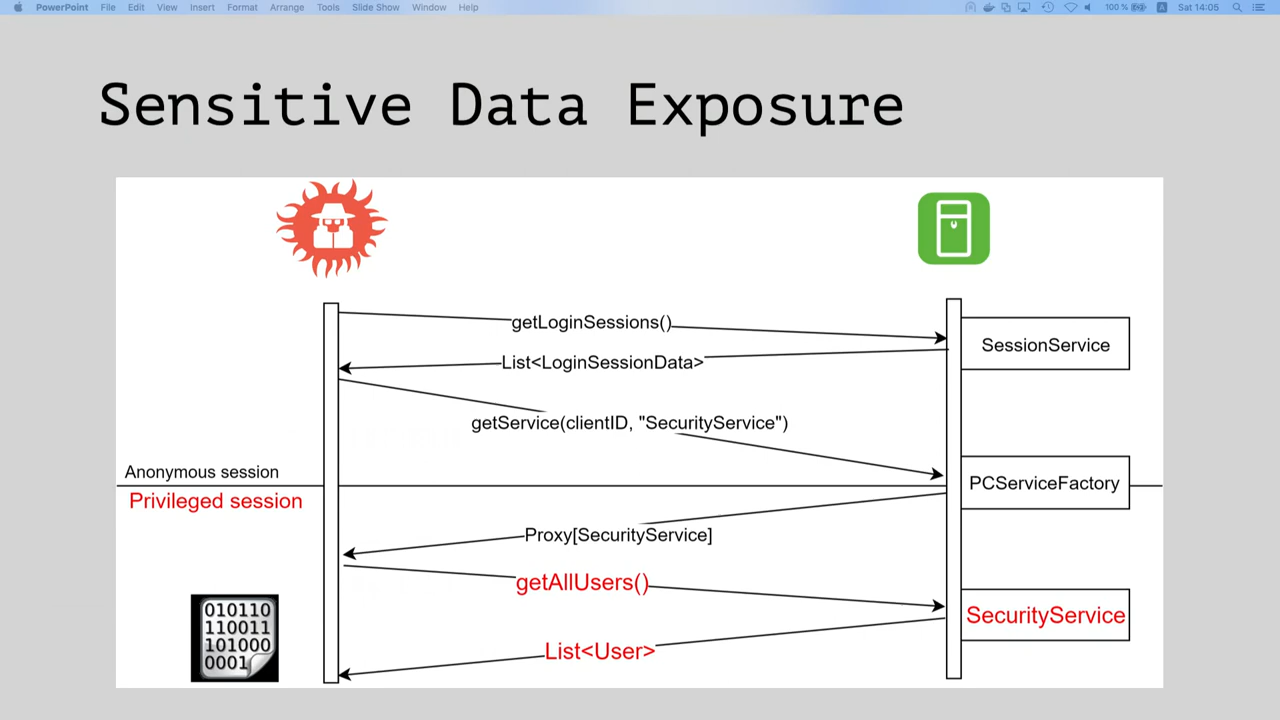 PowerPoint File Edit View Insert Format Arrange Tools Slide Show Window Help 100 % A Sat 14:05
Sensitive Data Exposure
getLoginSessions()
SessionService
List<LoginSessionData>
getService(clientID, "SecurityService")
Anonymous session
PCServiceFactory
Privileged session
Proxy[SecurityService]
getAllUsers()
010110
110011
101000
0001
SecurityService
List<User>